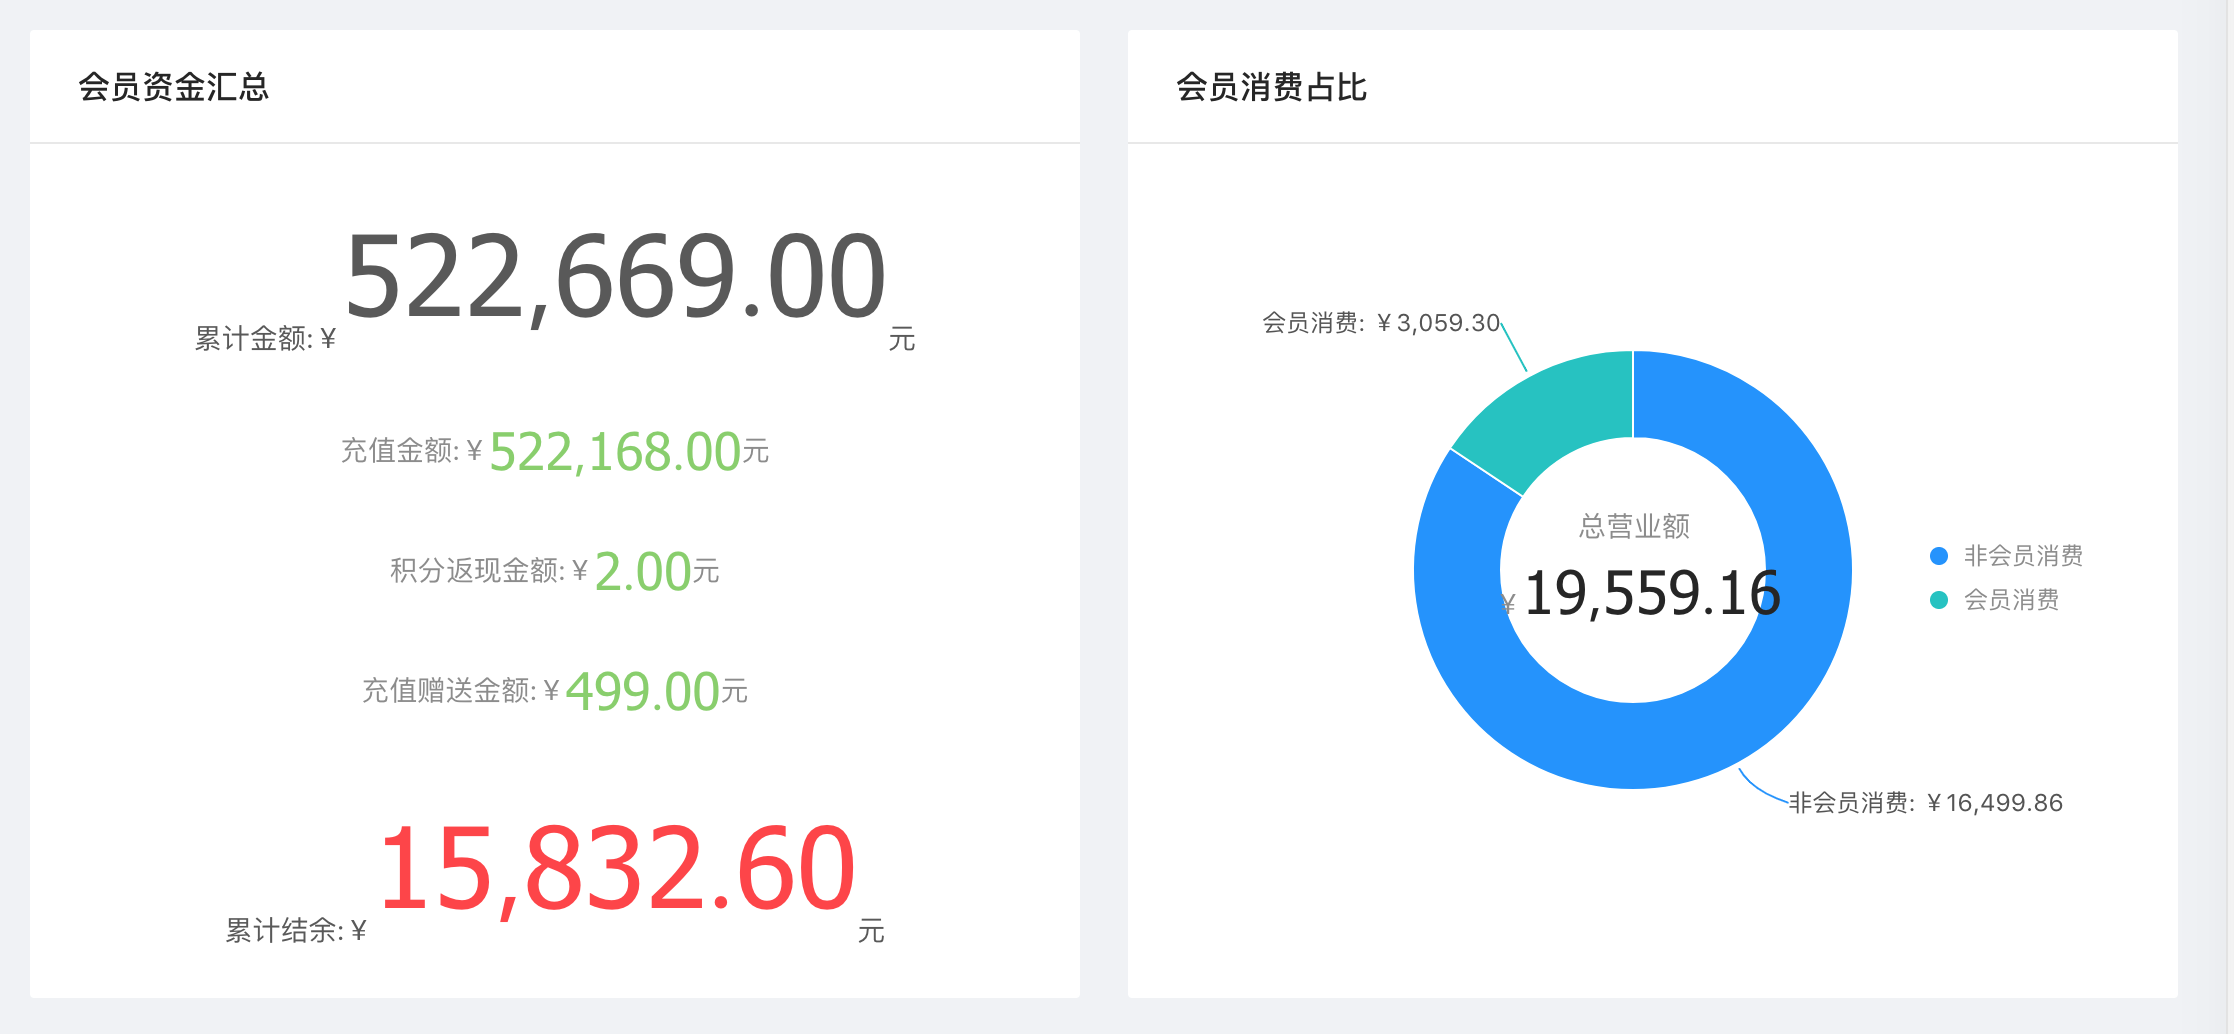 会员资金汇总
累计金额: ¥ 522,669.00元
充值金额: ¥ 522,168.00元
积分返现金额: ¥ 2.00元
充值赠送金额: ¥ 499.00元
累计结余: ¥ 15,832.60元
会员消费占比
会员消费: ¥ 3,059.30
总营业额
¥ 19,559.16
非会员消费
会员消费
非会员消费: ¥ 16,499.86